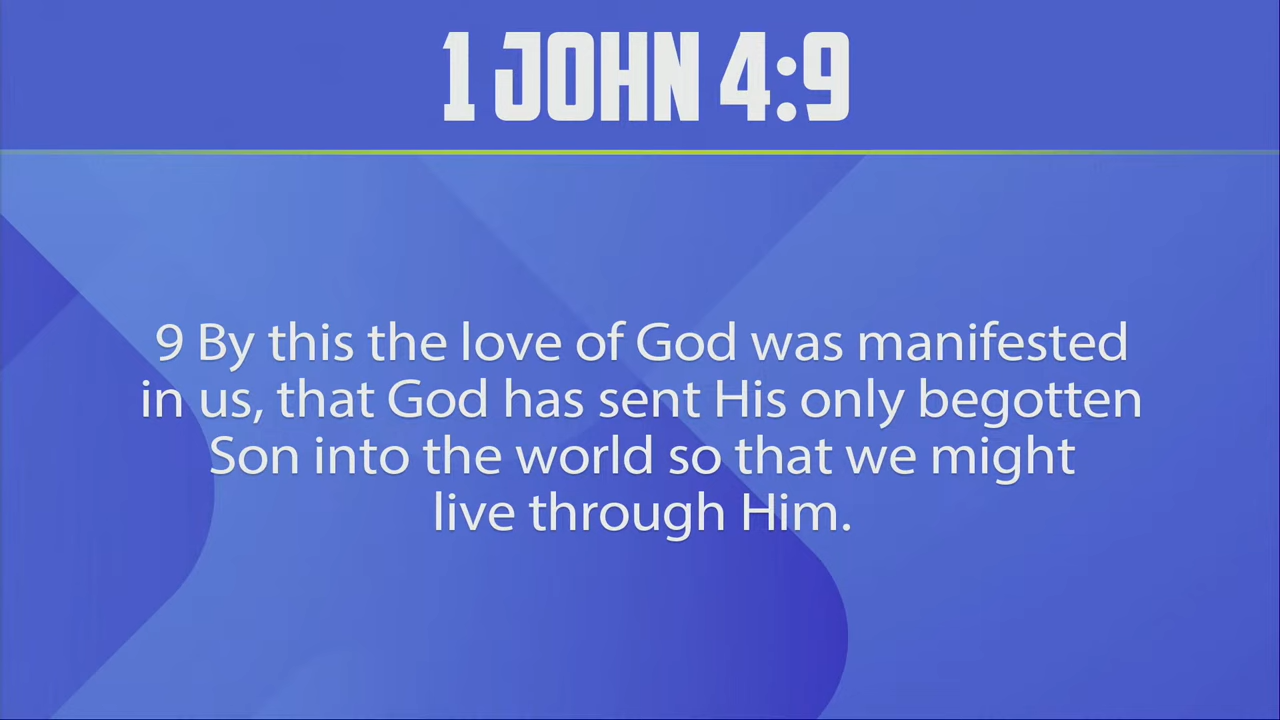 1 JOHN 4:9
9 By this the love of God was manifested
in us, that God has sent His only begotten
Son into the world so that we might
live through Him.